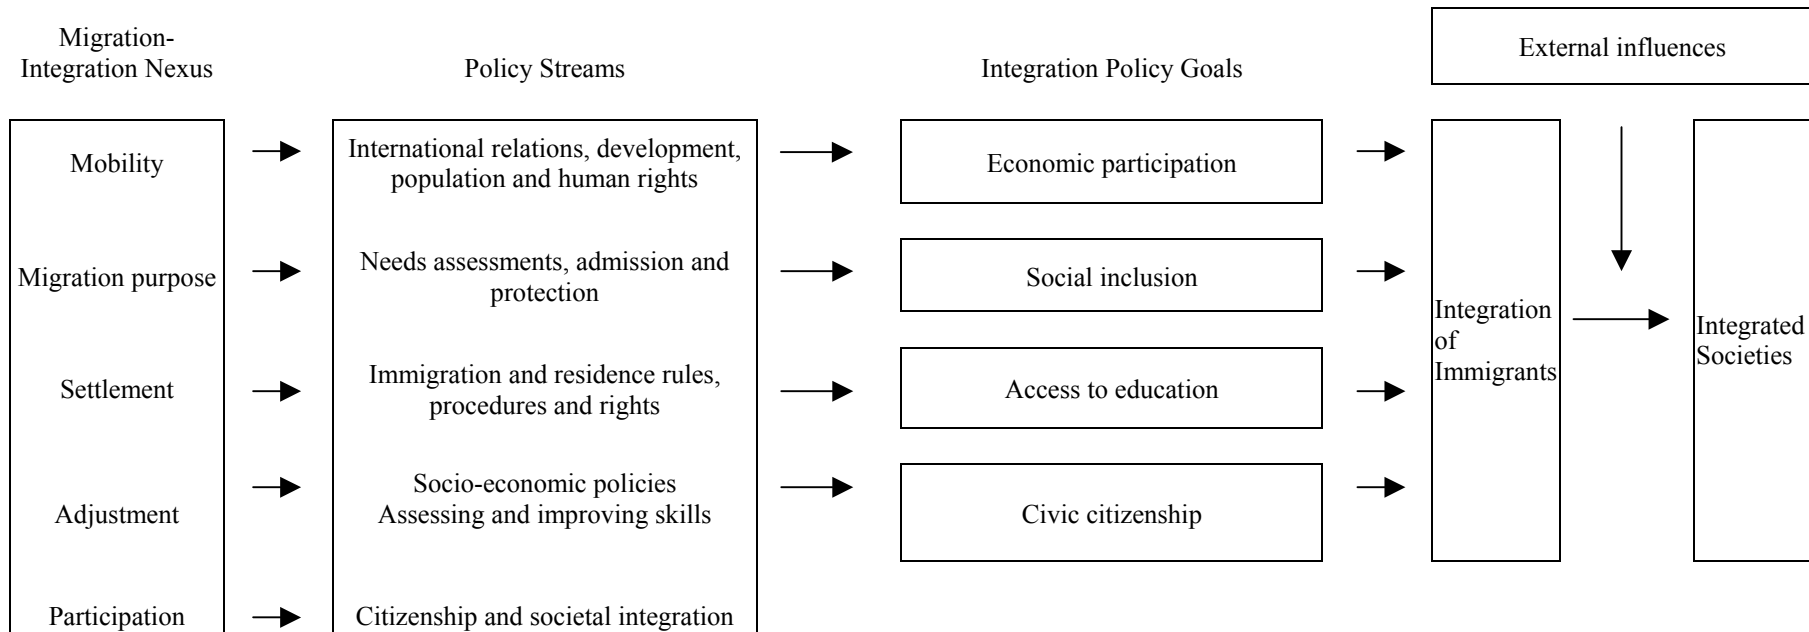 Migration-
Integration Nexus
Policy Streams
Integration Policy Goals
External influences
Mobility
International relations, development,
population and human rights
Economic participation
Migration purpose
Needs assessments, admission and
protection
Social inclusion
Integration
of
Immigrants
Integrated
Societies
Settlement
Immigration and residence rules,
procedures and rights
Access to education
Adjustment
Socio-economic policies
Assessing and improving skills
Civic citizenship
Participation
Citizenship and societal integration